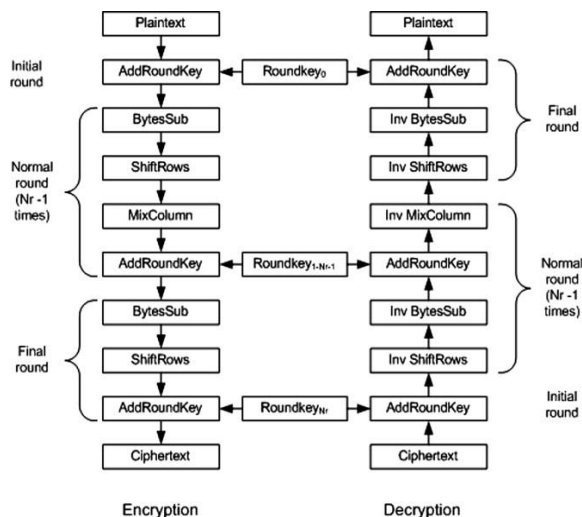 Plaintext
Plaintext
Initial
round
AddRoundKey
Roundkey0
AddRoundKey
BytesSub
Inv BytesSub
Final
round
ShiftRows
Inv ShiftRows
Normal
round
(Nr -1
times)
MixColumn
Inv MixColumn
AddRoundKey
Roundkey1-Nr-1
AddRoundKey
Normal
round
(Nr -1
times)
BytesSub
Inv BytesSub
Final
round
ShiftRows
Inv ShiftRows
AddRoundKey
RoundkeyNr
AddRoundKey
Initial
round
Ciphertext
Ciphertext
Encryption
Decryption